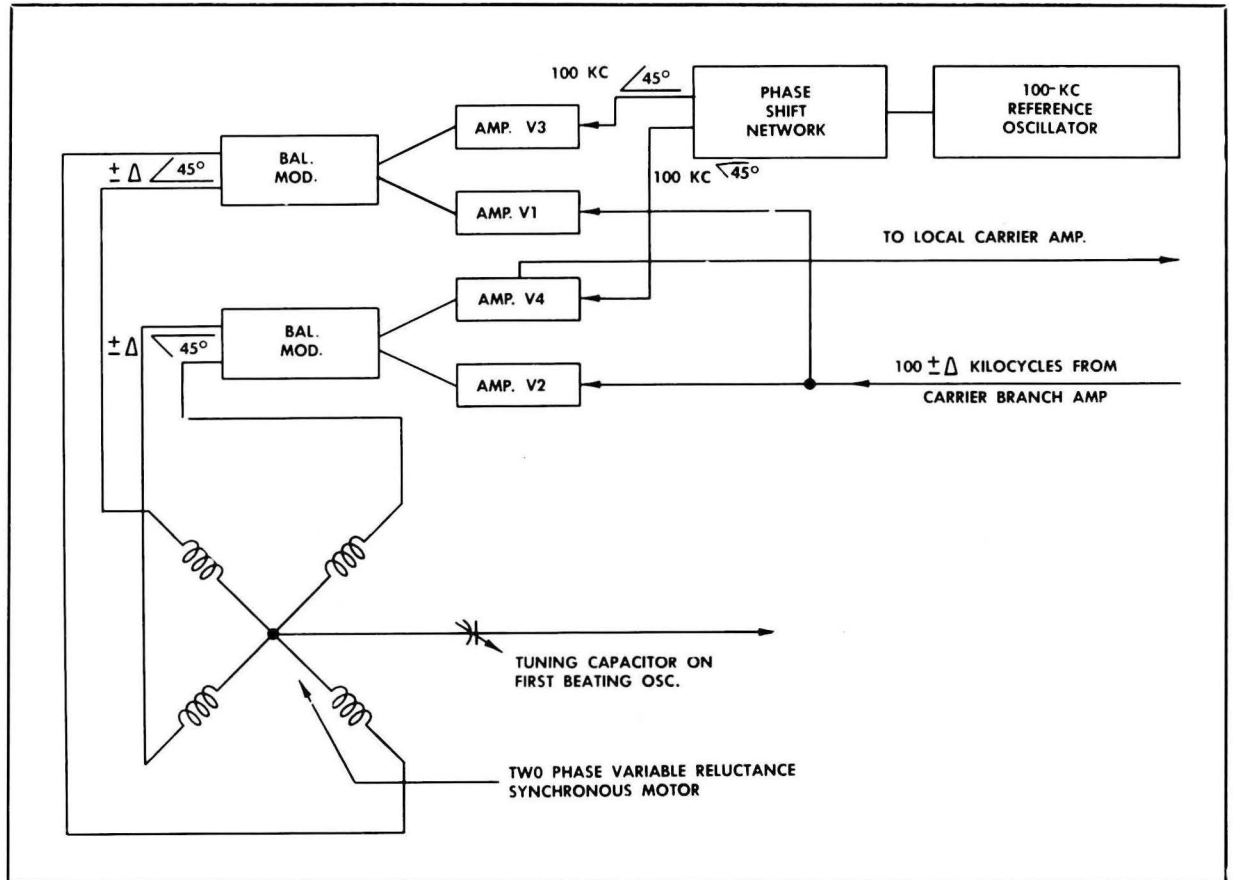 100 KC ∠45°
PHASE
SHIFT
NETWORK
100-KC
REFERENCE
OSCILLATOR
AMP. V3
BAL.
MOD.
± Δ ∠45°
100 KC ⦣45°
AMP. V1
TO LOCAL CARRIER AMP.
AMP. V4
BAL.
MOD.
± Δ 45°
100 ± Δ KILOCYCLES FROM
CARRIER BRANCH AMP
AMP. V2
TUNING CAPACITOR ON
FIRST BEATING OSC.
TWO PHASE VARIABLE RELUCTANCE
SYNCHRONOUS MOTOR